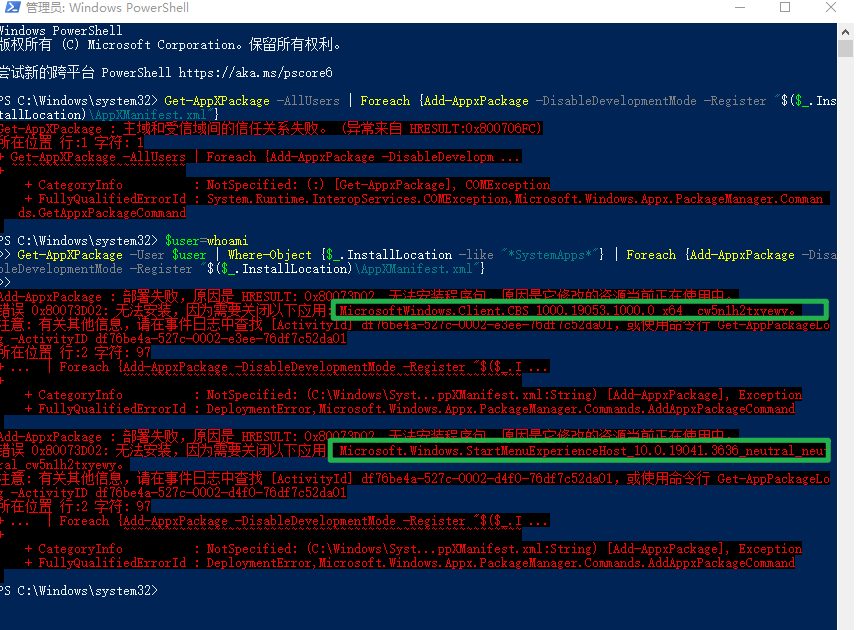 管理员: Windows PowerShell
Windows PowerShell
版权所有 (C) Microsoft Corporation。保留所有权利。
尝试新的跨平台 PowerShell https://aka.ms/pscore6
PS C:\Windows\system32> Get-AppXPackage -AllUsers | Foreach {Add-AppxPackage -DisableDevelopmentMode -Register "$($_.Ins
tallLocation)\AppXManifest.xml"}
Get-AppXPackage : 主域和受信域间的信任关系失败。 (异常来自 HRESULT:0x800706FC)
所在位置 行:1 字符: 1
+ Get-AppXPackage -AllUsers | Foreach {Add-AppxPackage -DisableDevelopm ...
+
+ CategoryInfo : NotSpecified: (:) [Get-AppxPackage], COMException
+ FullyQualifiedErrorId : System.Runtime.InteropServices.COMException,Microsoft.Windows.Appx.PackageManager.Comman
ds.GetAppxPackageCommand
PS C:\Windows\system32> $user=whoami
>> Get-AppXPackage -User $user | Where-Object {$_.InstallLocation -like "*SystemApps*"} | Foreach {Add-AppxPackage -Disa
bleDevelopmentMode -Register "$($_.InstallLocation)\AppXManifest.xml"}
>>
Add-AppxPackage : 部署失败，原因是 HRESULT: 0x80073D02, 无法安装程序包，原因是它修改的资源当前正在使用中。
错误 0x80073D02: 无法安装，因为需要关闭以下应用: MicrosoftWindows.Client.CBS_1000.19053.1000.0_x64__cw5n1h2txyewy。
注意: 有关其他信息，请在事件日志中查找 [ActivityId] df76be4a-527c-0002-e3ee-76df7c52da01，或使用命令行 Get-AppPackageLo
g -ActivityID df76be4a-527c-0002-e3ee-76df7c52da01
所在位置 行:2 字符: 97
+ ... | Foreach {Add-AppxPackage -DisableDevelopmentMode -Register "$($_.I ...
+
+ CategoryInfo : NotSpecified: (C:\Windows\Syst...ppXManifest.xml:String) [Add-AppxPackage], Exception
+ FullyQualifiedErrorId : DeploymentError,Microsoft.Windows.Appx.PackageManager.Commands.AddAppxPackageCommand
Add-AppxPackage : 部署失败，原因是 HRESULT: 0x80073D02, 无法安装程序包，原因是它修改的资源当前正在使用中。
错误 0x80073D02: 无法安装，因为需要关闭以下应用: Microsoft.Windows.StartMenuExperienceHost_10.0.19041.3636_neutral_neut
ral_cw5n1h2txyewy。
注意: 有关其他信息，请在事件日志中查找 [ActivityId] df76be4a-527c-0002-d4f0-76df7c52da01，或使用命令行 Get-AppPackageLo
g -ActivityID df76be4a-527c-0002-d4f0-76df7c52da01
所在位置 行:2 字符: 97
+ ... | Foreach {Add-AppxPackage -DisableDevelopmentMode -Register "$($_.I ...
+
+ CategoryInfo : NotSpecified: (C:\Windows\Syst...ppXManifest.xml:String) [Add-AppxPackage], Exception
+ FullyQualifiedErrorId : DeploymentError,Microsoft.Windows.Appx.PackageManager.Commands.AddAppxPackageCommand
PS C:\Windows\system32>